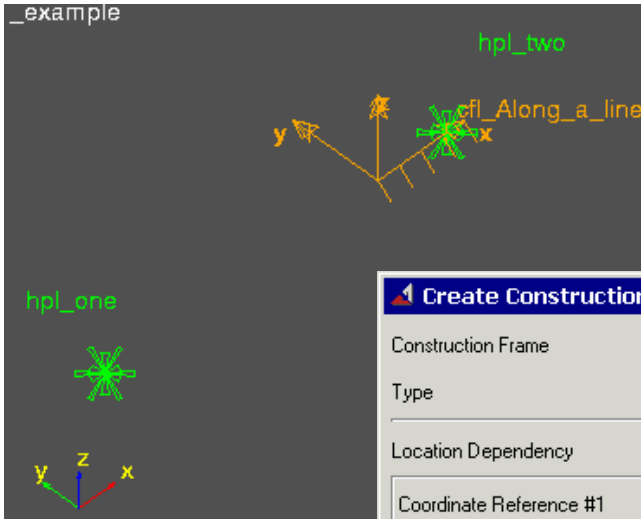 _example
hpl_two
cfl_Along_a_line
y
x
hpl_one
Create Construction
Construction Frame
Type
Location Dependency
z
y
x
Coordinate Reference #1